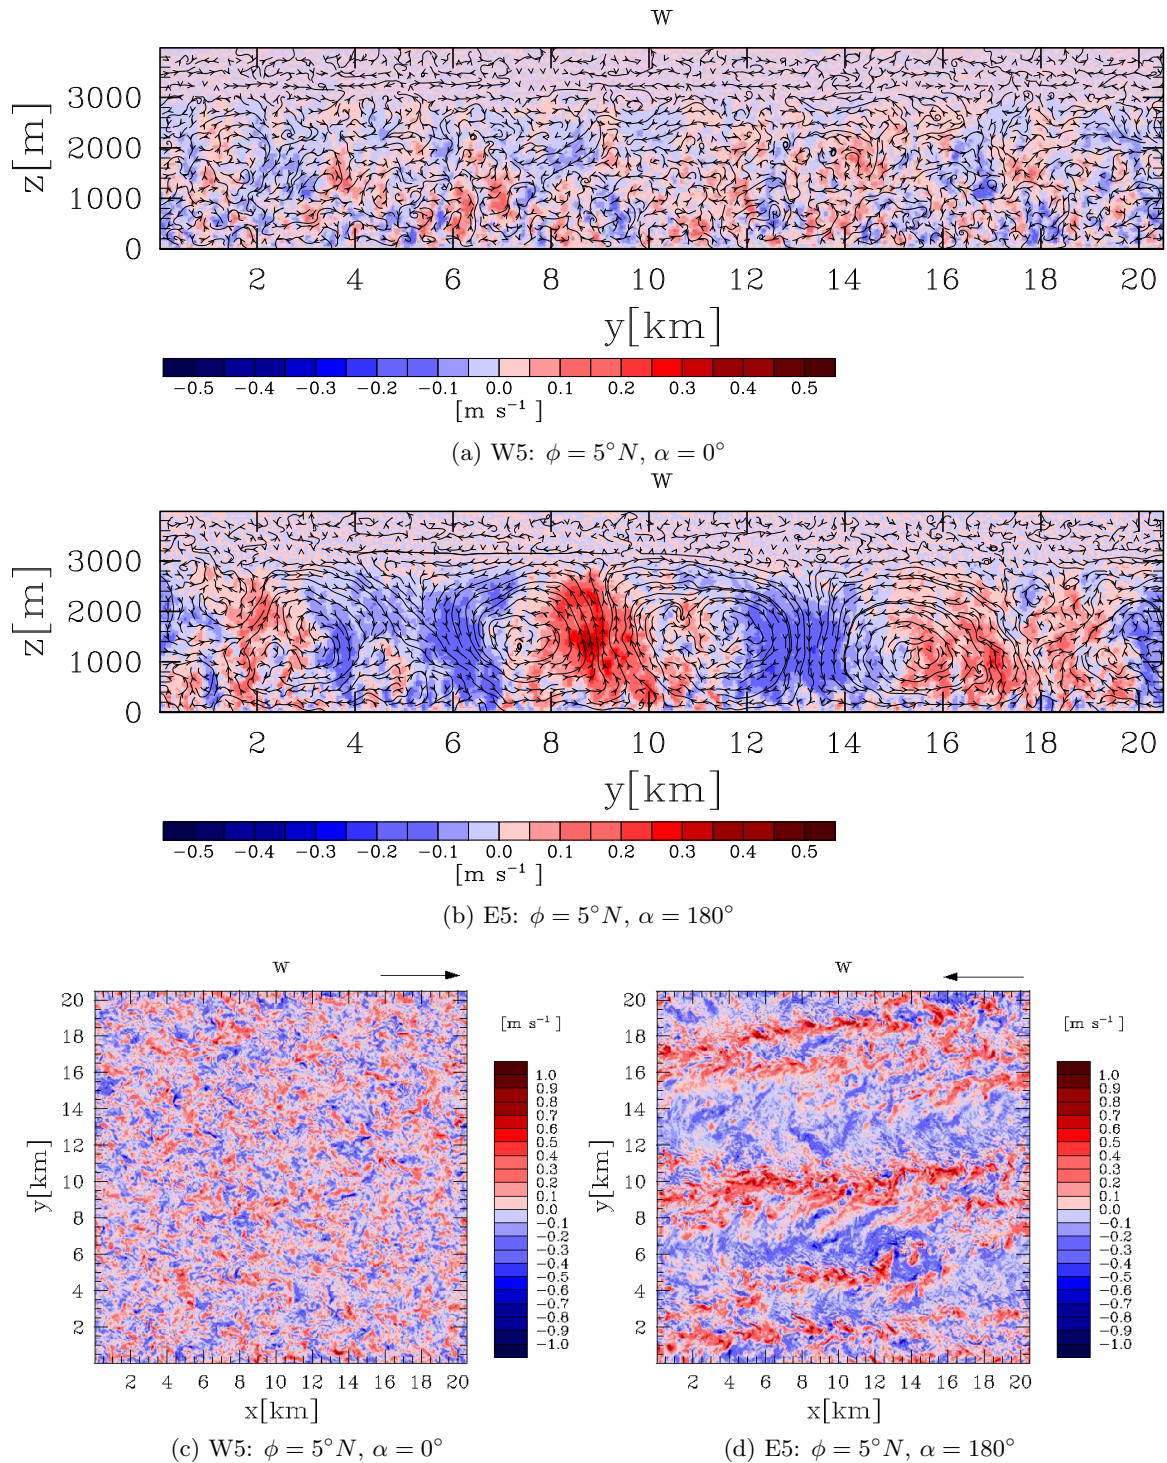 W
z[m]
3000
2000
1000
0
2 4 6 8 10 12 14 16 18 20
y[km]
−0.5 −0.4 −0.3 −0.2 −0.1 0.0 0.1 0.2 0.3 0.4 0.5
[m s⁻¹ ]
(a) W5: ϕ = 5°N, α = 0°
W
z[m]
3000
2000
1000
0
2 4 6 8 10 12 14 16 18 20
y[km]
−0.5 −0.4 −0.3 −0.2 −0.1 0.0 0.1 0.2 0.3 0.4 0.5
[m s⁻¹ ]
(b) E5: ϕ = 5°N, α = 180°
W
y[km]
20
18
16
14
12
10
8
6
4
2
2 4 6 8 10 12 14 16 18 20
x[km]
[m s⁻¹ ]
1.0
0.9
0.8
0.7
0.6
0.5
0.4
0.3
0.2
0.1
0.0
−0.1
−0.2
−0.3
−0.4
−0.5
−0.6
−0.7
−0.8
−0.9
−1.0
(c) W5: ϕ = 5°N, α = 0°
W
y[km]
20
18
16
14
12
10
8
6
4
2
2 4 6 8 10 12 14 16 18 20
x[km]
[m s⁻¹ ]
1.0
0.9
0.8
0.7
0.6
0.5
0.4
0.3
0.2
0.1
0.0
−0.1
−0.2
−0.3
−0.4
−0.5
−0.6
−0.7
−0.8
−0.9
−1.0
(d) E5: ϕ = 5°N, α = 180°